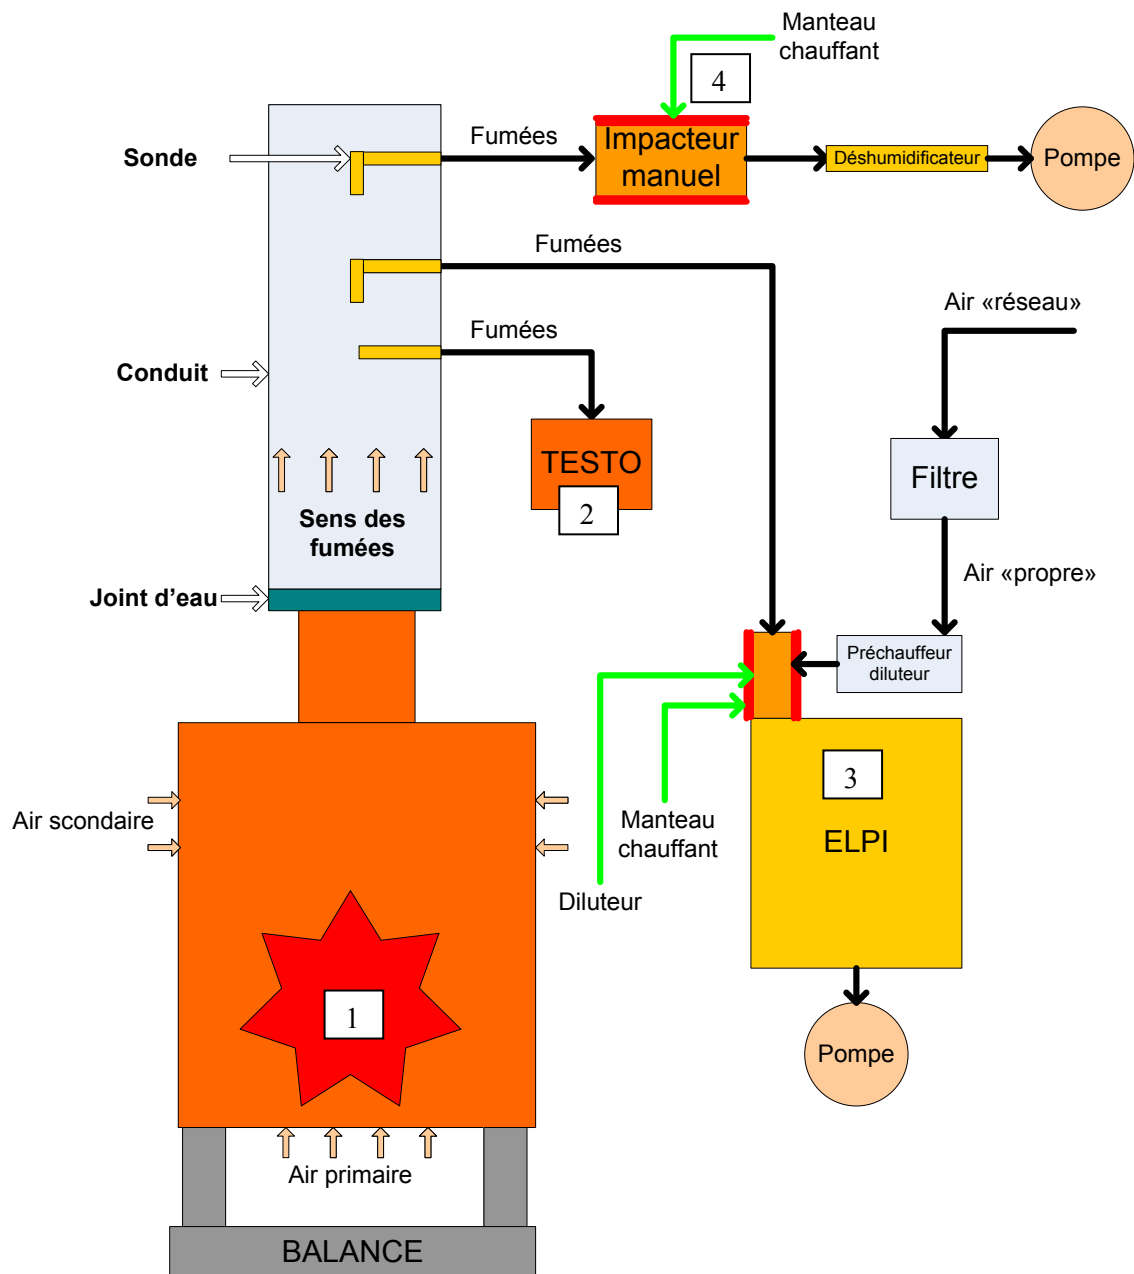 Manteau
chauffant
4
Fumées
Sonde
Impacteur
manuel
Déshumidificateur
Pompe
Fumées
Air «réseau»
Fumées
Conduit
TESTO
2
Filtre
Sens des
fumées
Air «propre»
Joint d’eau
Préchauffeur
diluteur
3
Air scondaire
Manteau
chauffant
ELPI
Diluteur
1
Pompe
Air primaire
BALANCE